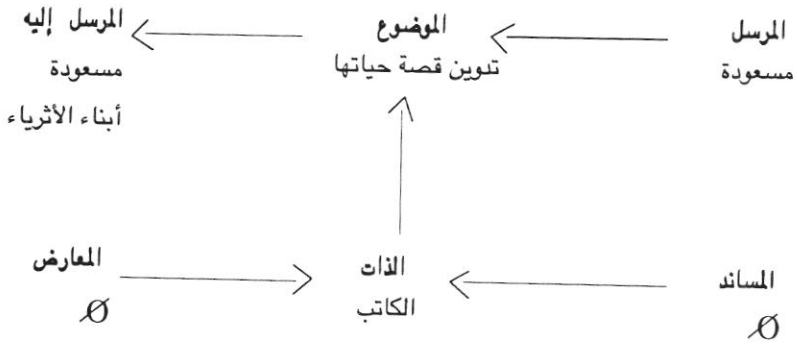 المرسل
مسعودة
الموضوع
تدوين قصة حياتها
المرسل إليه
مسعودة
أبناء الأثرياء
المساند
Ø
الذات
الكاتب
المعارض
Ø